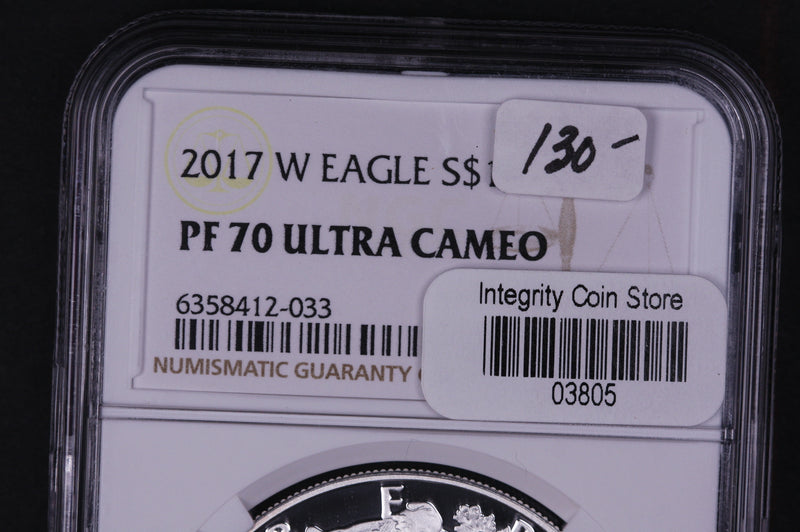 2017 W EAGLE S$1
130-
PF 70 ULTRA CAMEO
6358412-033
NUMISMATIC GUARANTY
Integrity Coin Store
03805
E